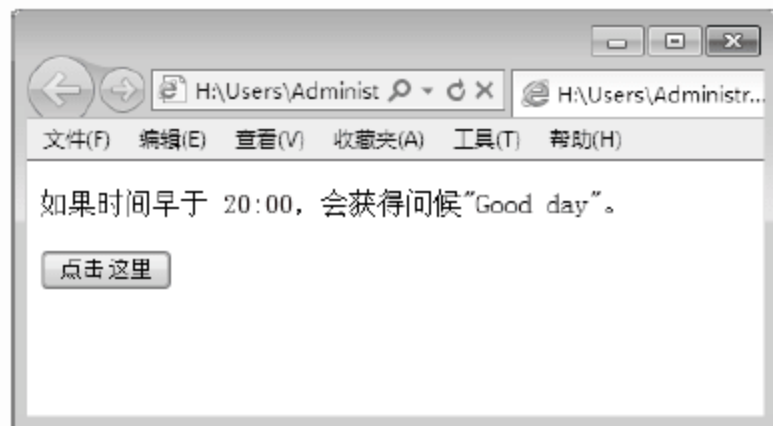 H:\Users\Administ
H:\Users\Administr...
文件(F) 编辑(E) 查看(V) 收藏夹(A) 工具(T) 帮助(H)
如果时间早于 20:00，会获得问候"Good day"。
点击这里